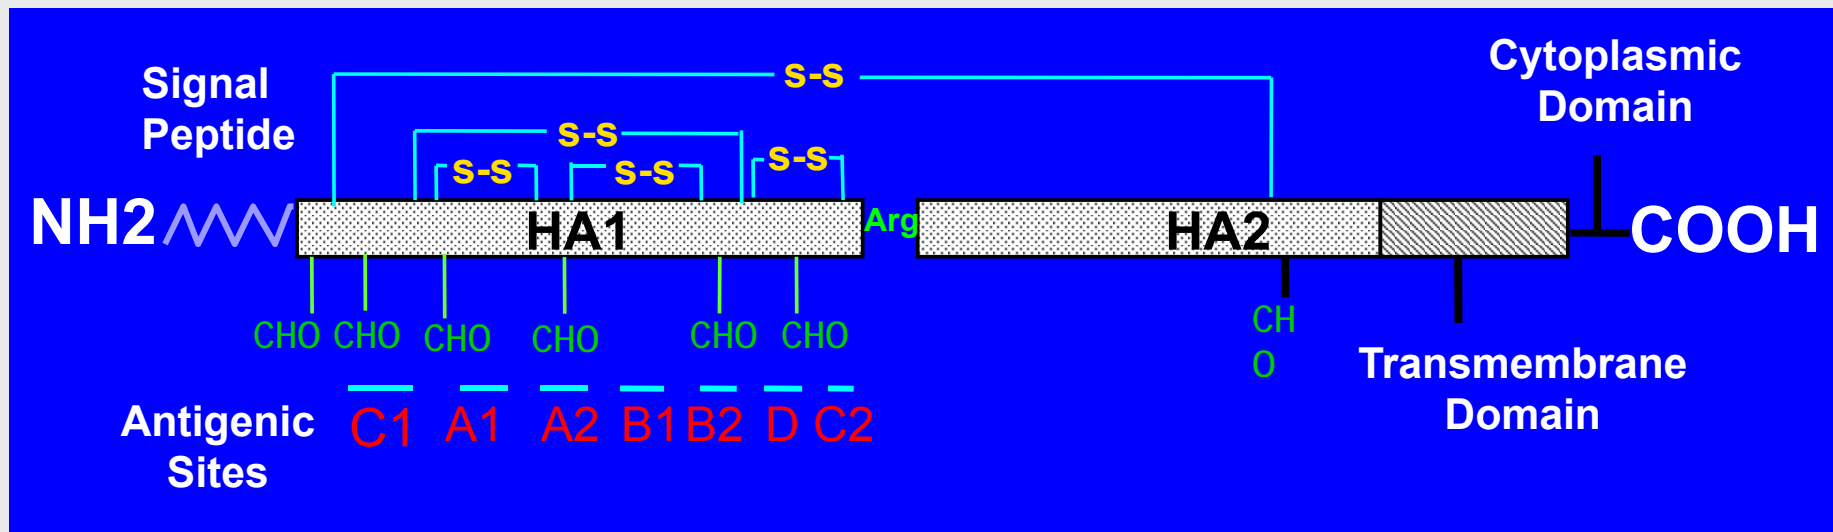 Cytoplasmic
Domain
Signal
Peptide
s-s
s-s
s-s
s-s
s-s
NH2
HA1
Arg
HA2
COOH
CHO
CHO
CHO
CHO
CHO
CHO
CH
O
Transmembrane
Domain
Antigenic
Sites
C1
A1
A2
B1
B2
D
C2